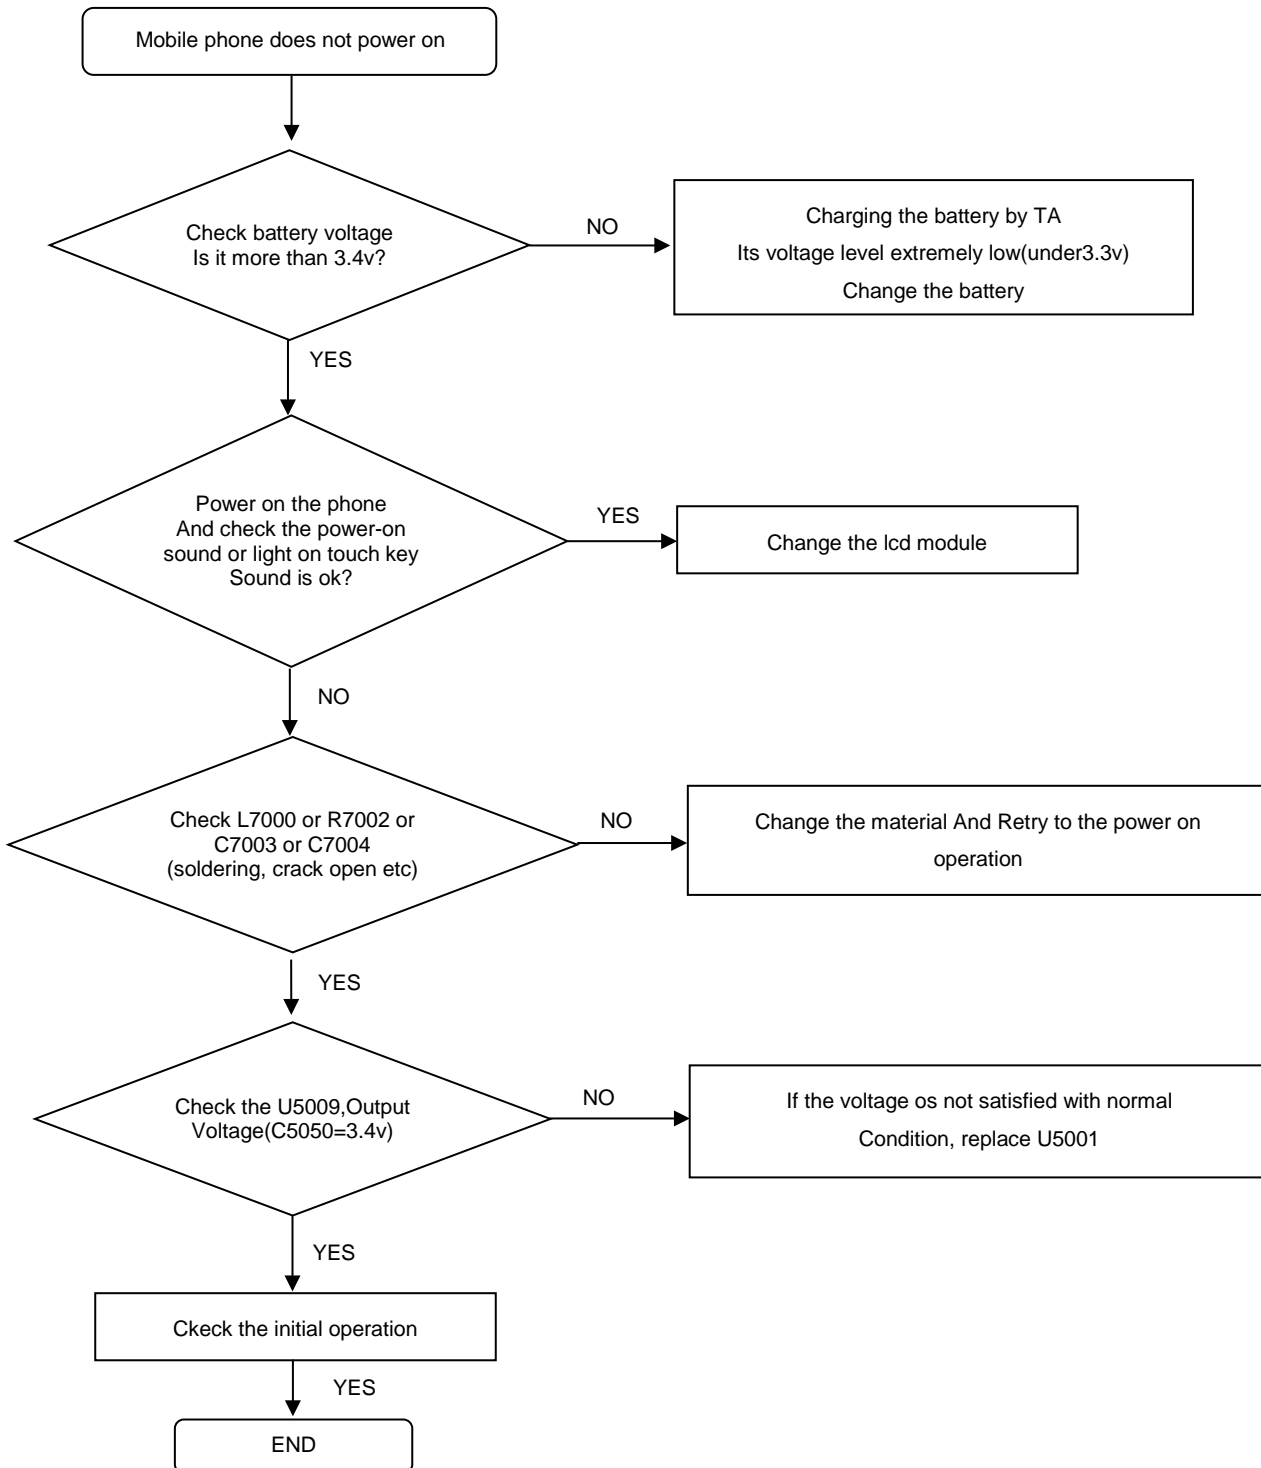 Mobile phone does not power on
Check battery voltage
Is it more than 3.4v?
NO
Charging the battery by TA
Its voltage level extremely low(under3.3v)
Change the battery
YES
Power on the phone
And check the power-on
sound or light on touch key
Sound is ok?
YES
Change the lcd module
NO
Check L7000 or R7002 or
C7003 or C7004
(soldering, crack open etc)
NO
Change the material And Retry to the power on
operation
YES
Check the U5009,Output
Voltage(C5050=3.4v)
NO
If the voltage os not satisfied with normal
Condition, replace U5001
YES
Ckeck the initial operation
YES
END